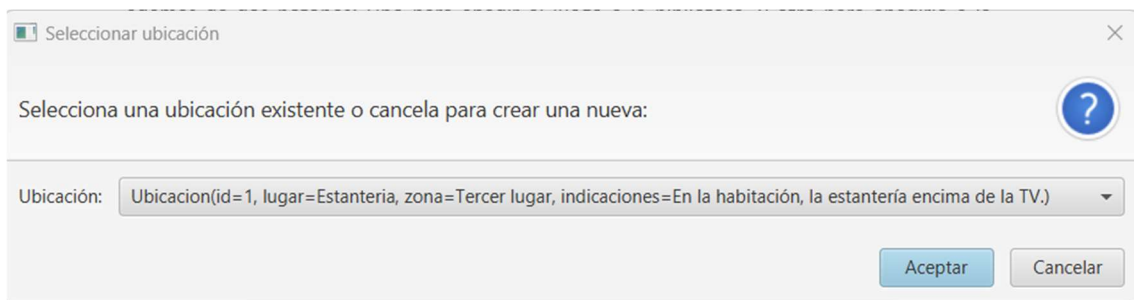 Seleccionar ubicación
Selecciona una ubicación existente o cancela para crear una nueva:
Ubicación: Ubicacion(id=1, lugar=Estanteria, zona=Tercer lugar, indicaciones=En la habitación, la estantería encima de la TV.)
Aceptar Cancelar